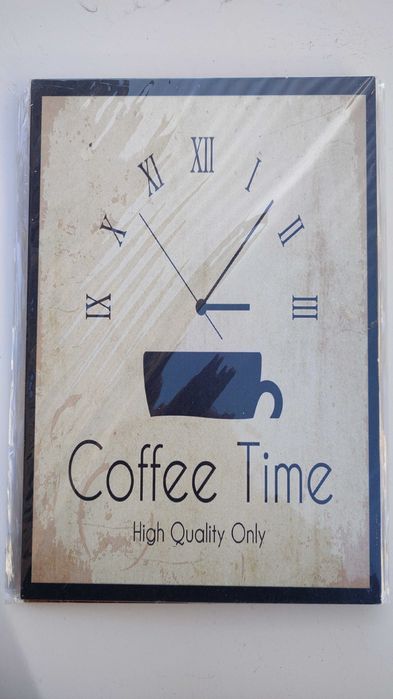 XII
XI
I
X
II
IX
III
Coffee Time
High Quality Only